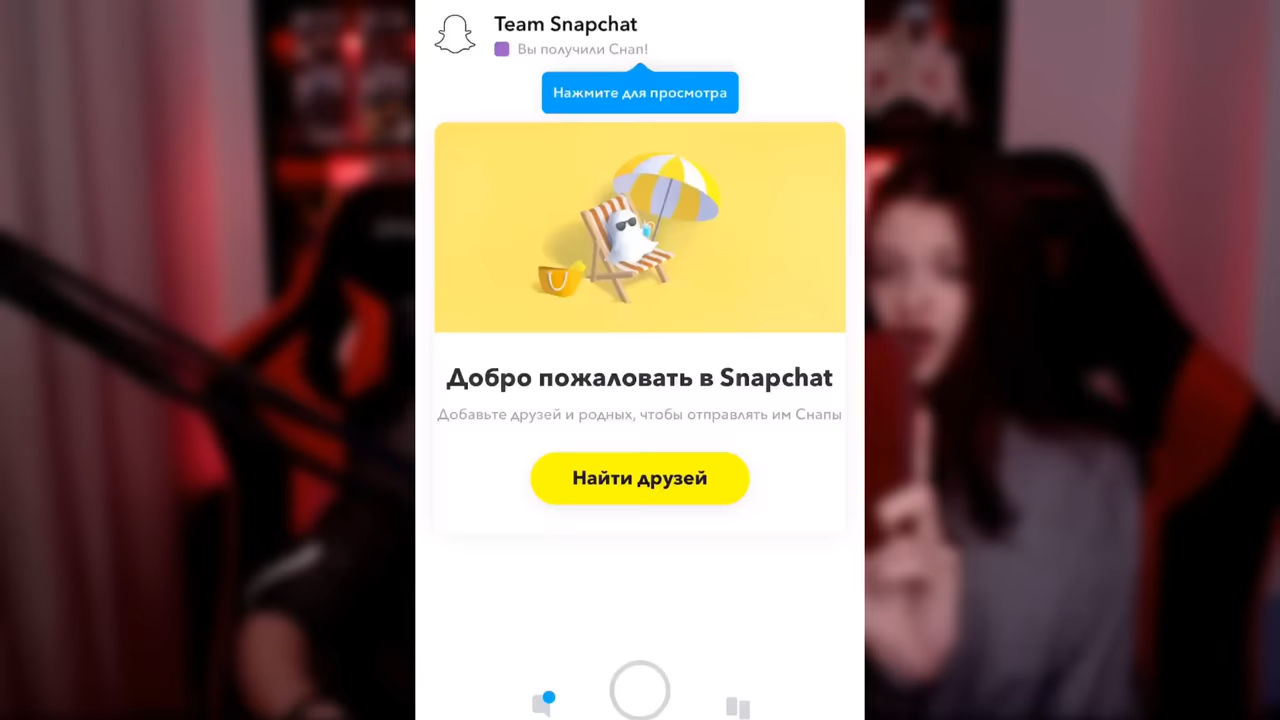 Team Snapchat
Вы получили Снап!
Нажмите для просмотра
Добро пожаловать в Snapchat
Добавьте друзей и родных, чтобы отправлять им Снапы
Найти друзей